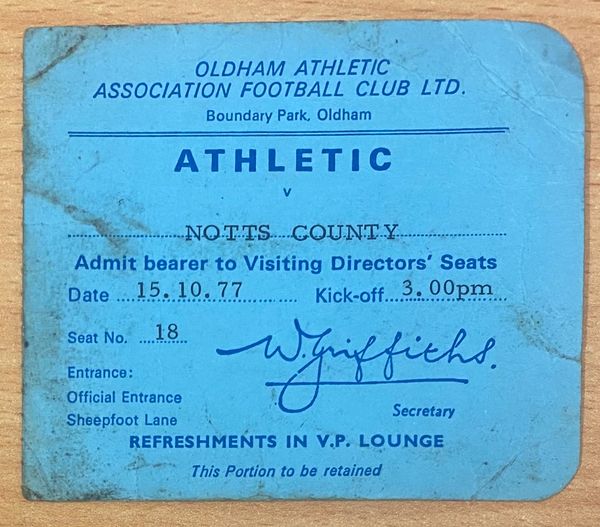 OLDHAM ATHLETIC
ASSOCIATION FOOTBALL CLUB LTD.
Boundary Park, Oldham
ATHLETIC
v
NOTTS COUNTY
Admit bearer to Visiting Directors' Seats
Date 15.10.77 Kick-off 3.00pm
Seat No. 18
W. Griffiths.
Entrance:
Official Entrance
Sheepfoot Lane
Secretary
REFRESHMENTS IN V.P. LOUNGE
This Portion to be retained